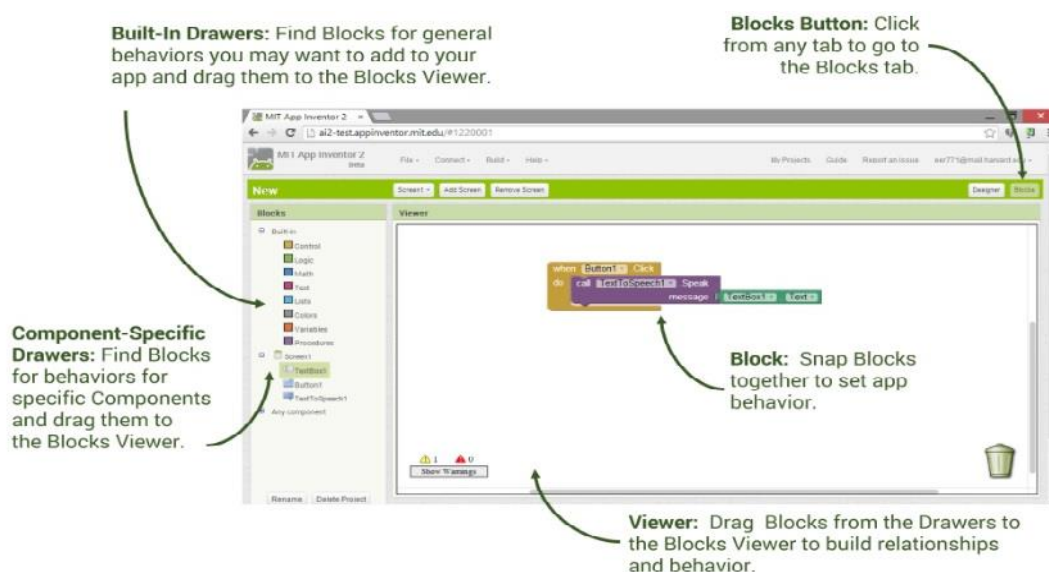 Built-In Drawers: Find Blocks for general
behaviors you may want to add to your
app and drag them to the Blocks Viewer.
Blocks Button: Click
from any tab to go to
the Blocks tab.
MIT App Inventor 2
ai2-test.appinventor.mit.edu/#1220001
MIT App Inventor 2
Beta
File Connect Build Help
My Projects Guide Report an Issue
New
Screen1 Add Screen Remove Screen
Designer Blocks
Blocks
Viewer
Built-in
Control
Logic
Math
Text
Lists
Colors
Variables
Procedures
Screen1
TextBox1
Button1
TextToSpeech1
Any component
Rename Delete Project
when Button1 .Click
do call TextToSpeech1 .Speak
message TextBox1 . Text
1 0
Show Warnings
Component-Specific
Drawers: Find Blocks
for behaviors for
specific Components
and drag them to
the Blocks Viewer.
Block: Snap Blocks
together to set app
behavior.
Viewer: Drag Blocks from the Drawers to
the Blocks Viewer to build relationships
and behavior.